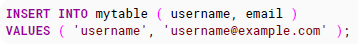 INSERT INTO mytable ( username, email )
VALUES ( 'username', 'username@example.com' );